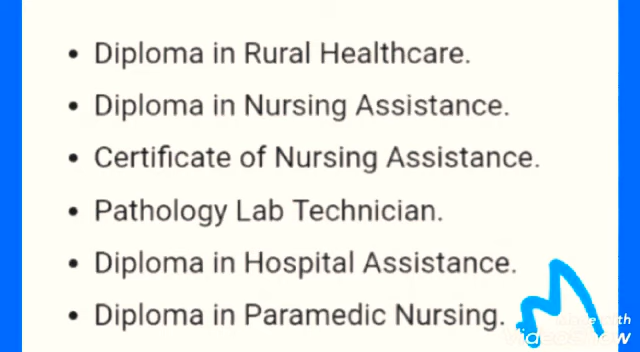 • Diploma in Rural Healthcare.
• Diploma in Nursing Assistance.
• Certificate of Nursing Assistance.
• Pathology Lab Technician.
• Diploma in Hospital Assistance.
• Diploma in Paramedic Nursing.
with